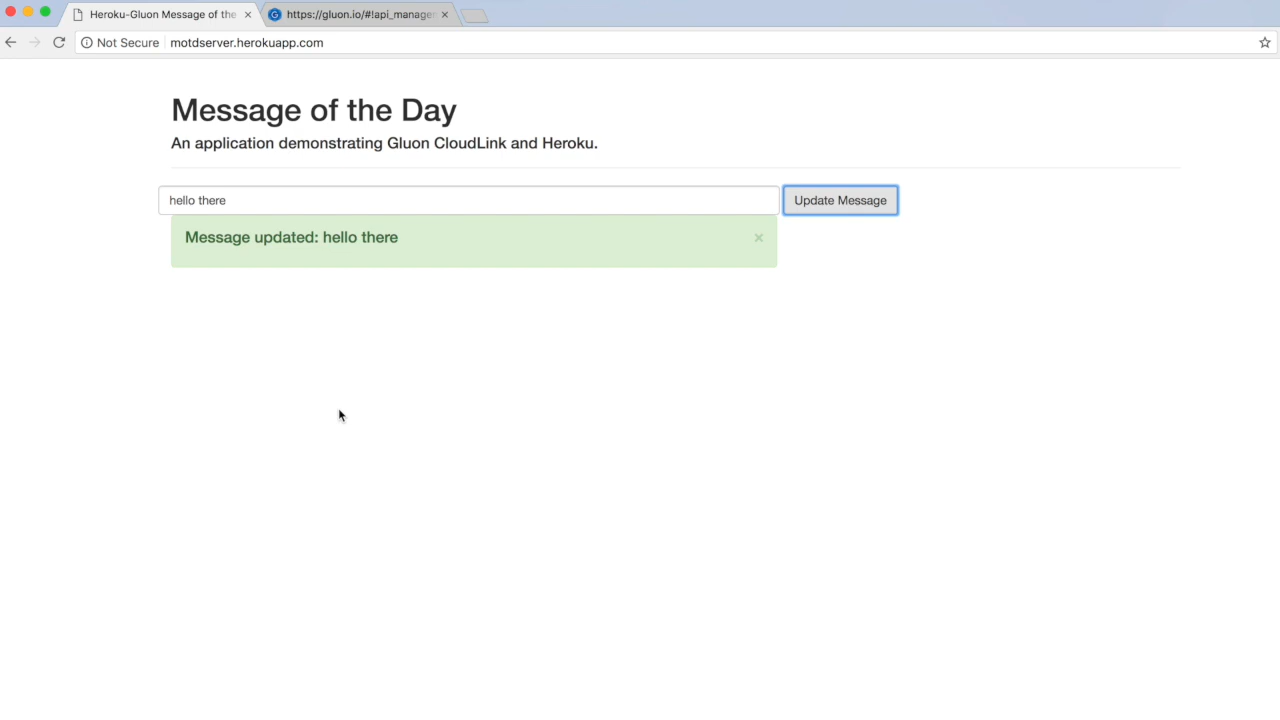 Heroku-Gluon Message of the
https://gluon.io/#!api_manage
Not Secure motdserver.herokuapp.com
Message of the Day
An application demonstrating Gluon CloudLink and Heroku.
hello there
Update Message
Message updated: hello there
×